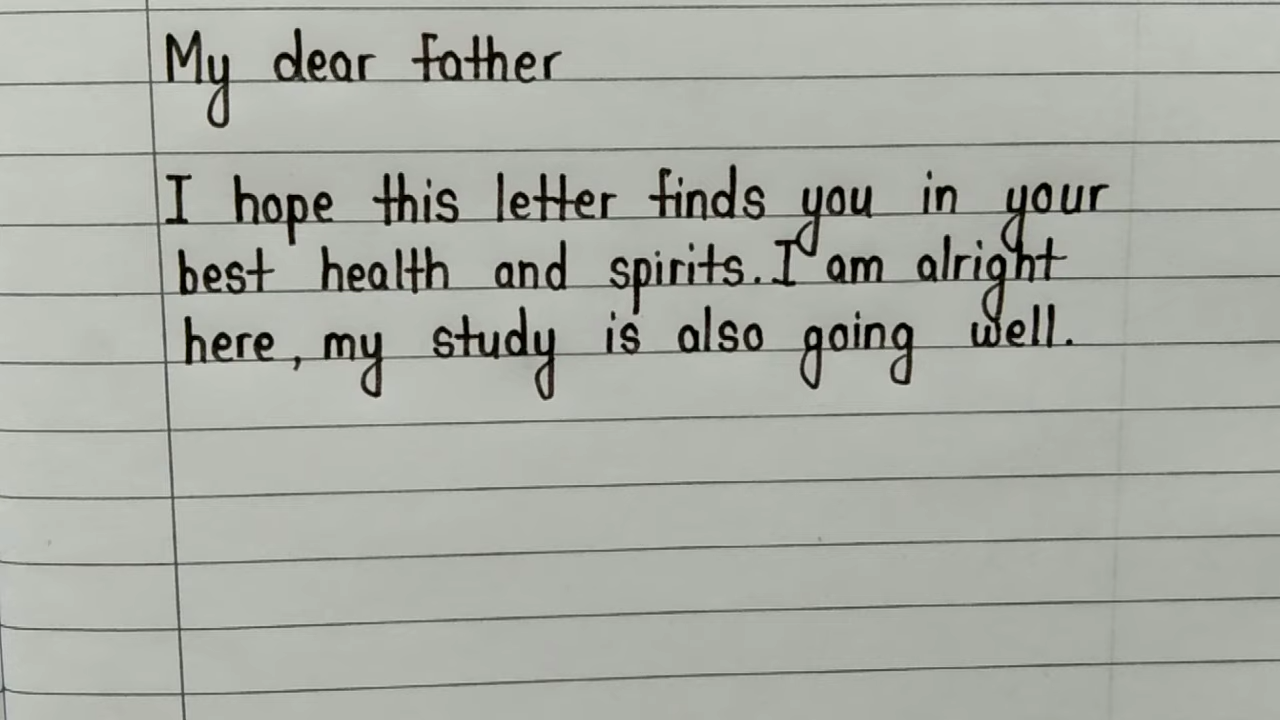 My dear father
I hope this letter finds you in your
best health and spirits. I am alright
here, my study is also going well.